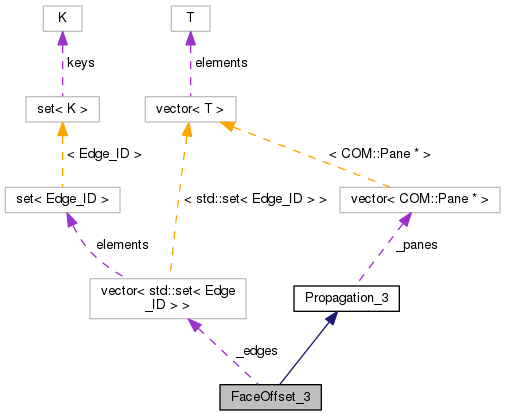 K
T
keys
elements
set< K >
vector< T >
< Edge_ID >
< COM::Pane * >
set< Edge_ID >
< std::set< Edge_ID > >
vector< COM::Pane * >
elements
_panes
vector< std::set< Edge
_ID > >
Propagation_3
_edges
FaceOffset_3